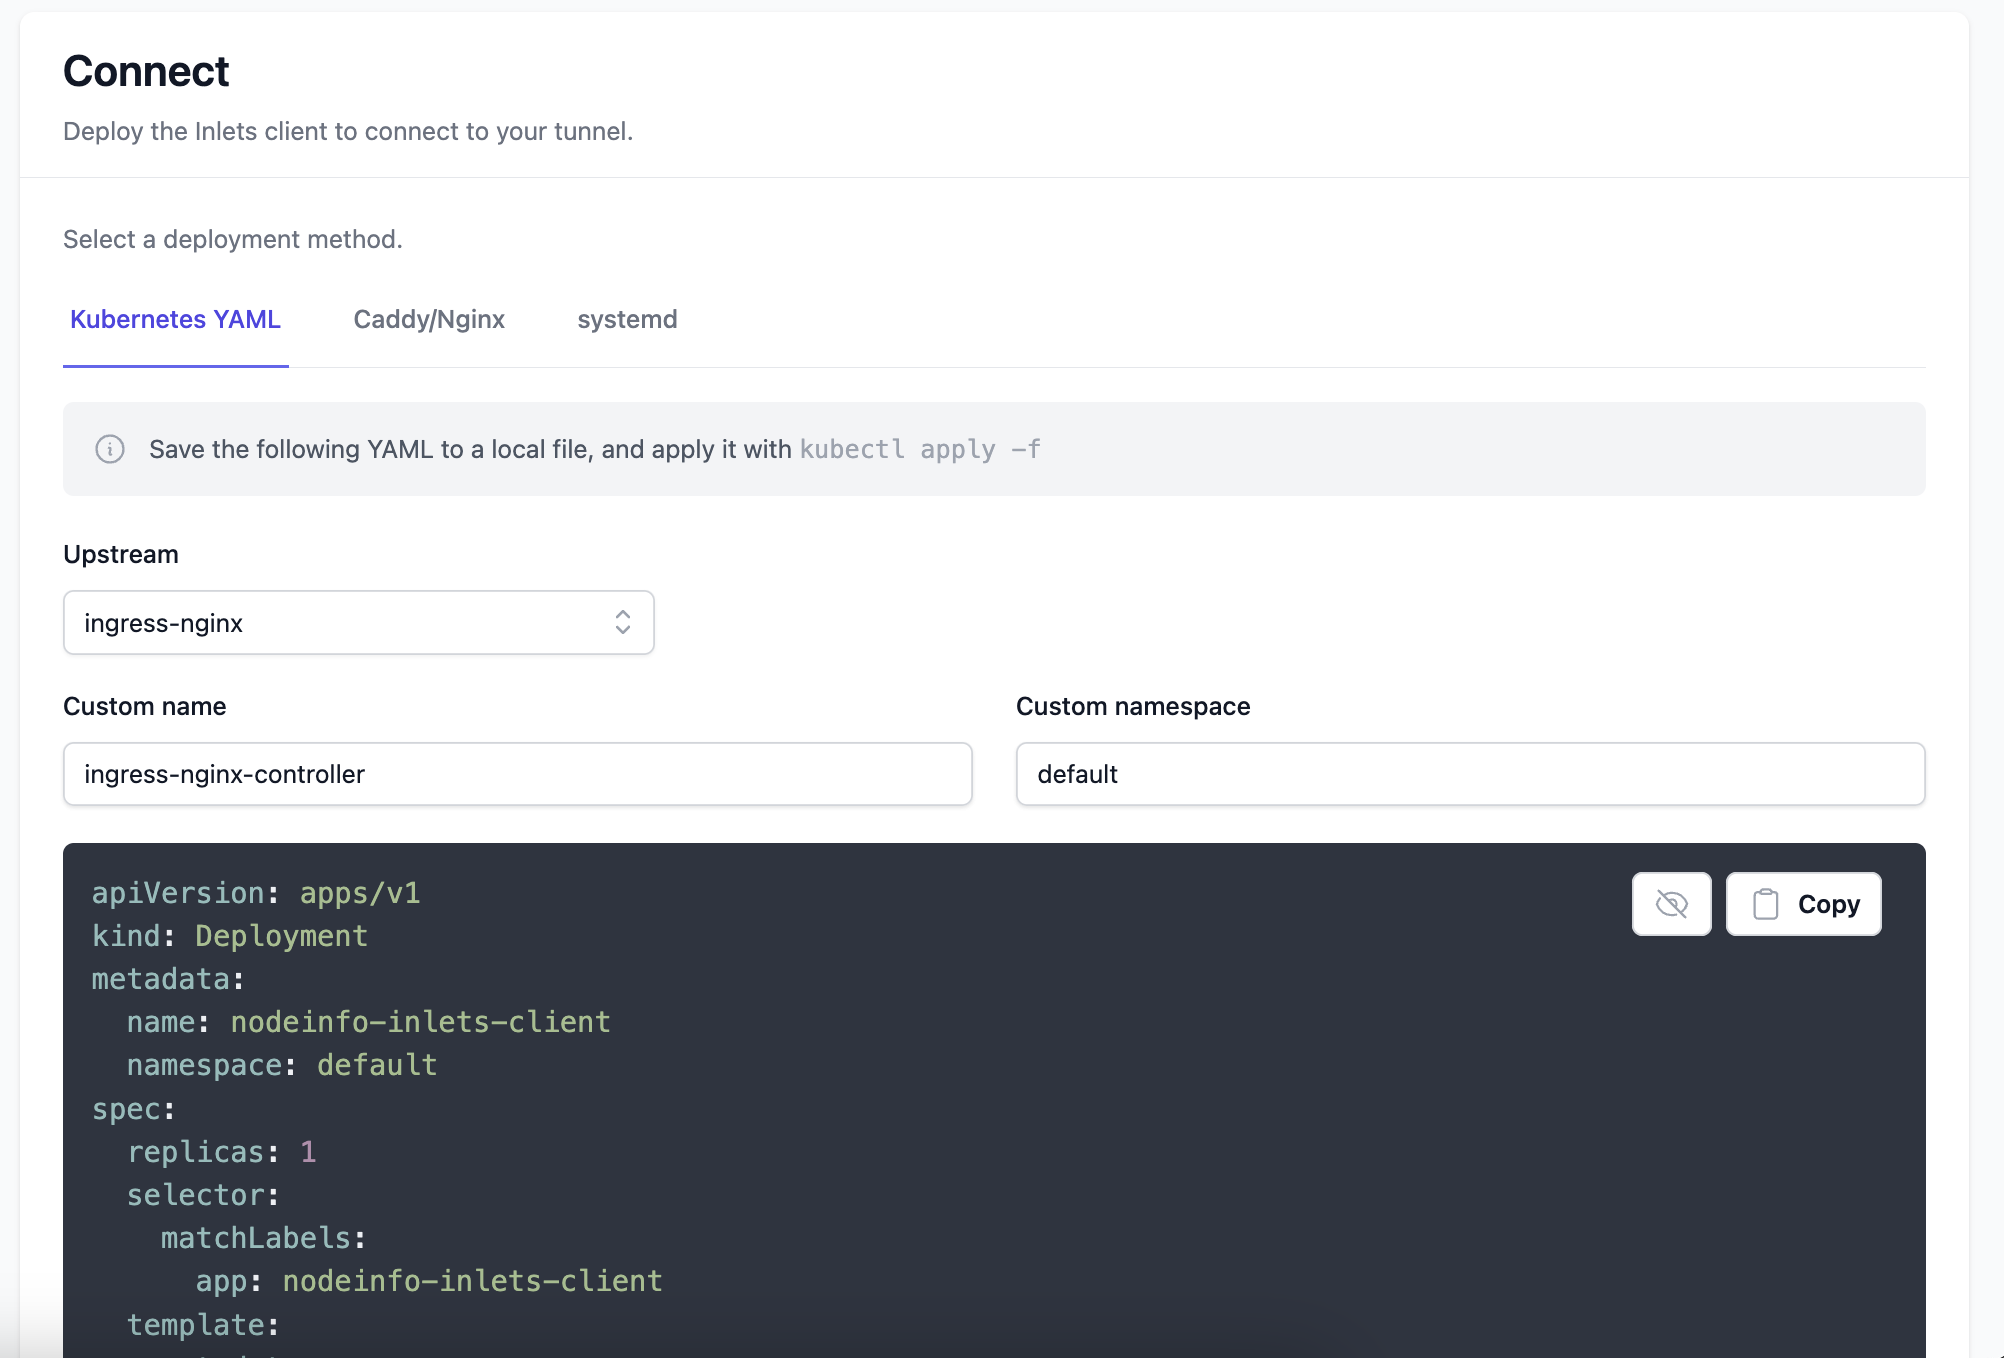 Connect
Deploy the Inlets client to connect to your tunnel.
Select a deployment method.
Kubernetes YAML
Caddy/Nginx
systemd
Save the following YAML to a local file, and apply it with kubectl apply -f
Upstream
ingress-nginx
Custom name
Custom namespace
ingress-nginx-controller
default
Copy
apiVersion: apps/v1
kind: Deployment
metadata:
  name: nodeinfo-inlets-client
  namespace: default
spec:
  replicas: 1
  selector:
    matchLabels:
      app: nodeinfo-inlets-client
  template: